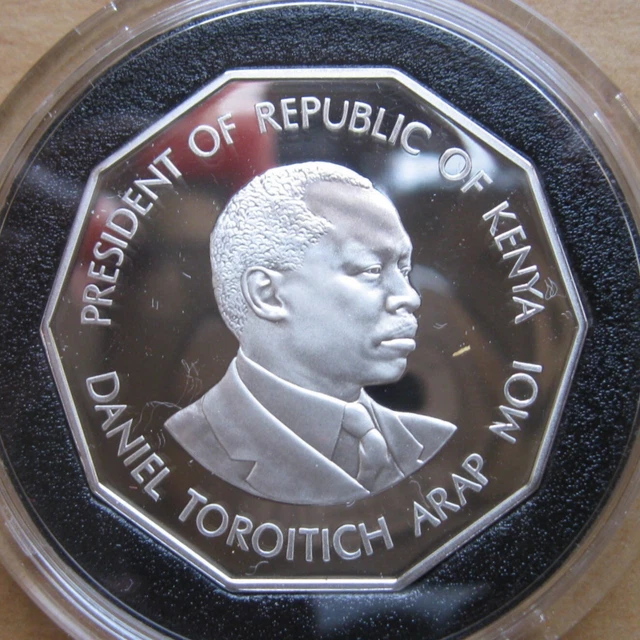 PRESIDENT OF REPUBLIC OF KENYA
DANIEL TOROITICH ARAP MOI